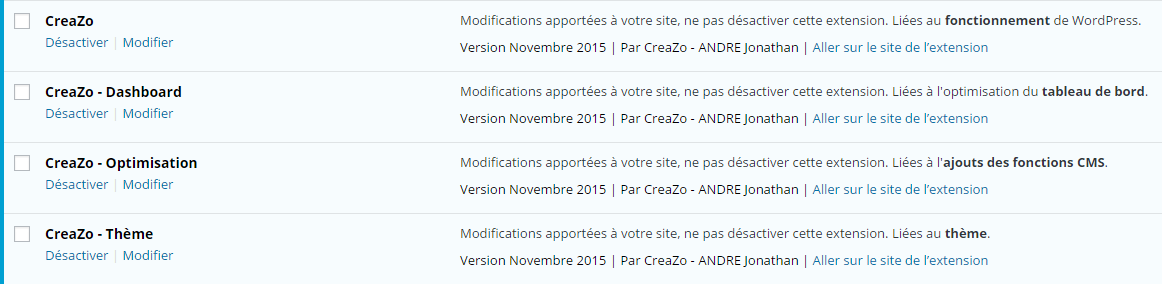 CreaZo
Modifications apportées à votre site, ne pas désactiver cette extension. Liées au fonctionnement de WordPress.
Désactiver | Modifier
Version Novembre 2015 | Par CreaZo - ANDRE Jonathan | Aller sur le site de l’extension
CreaZo - Dashboard
Modifications apportées à votre site, ne pas désactiver cette extension. Liées à l'optimisation du tableau de bord.
Désactiver | Modifier
Version Novembre 2015 | Par CreaZo - ANDRE Jonathan | Aller sur le site de l’extension
CreaZo - Optimisation
Modifications apportées à votre site, ne pas désactiver cette extension. Liées à l'ajouts des fonctions CMS.
Désactiver | Modifier
Version Novembre 2015 | Par CreaZo - ANDRE Jonathan | Aller sur le site de l’extension
CreaZo - Thème
Modifications apportées à votre site, ne pas désactiver cette extension. Liées au thème.
Désactiver | Modifier
Version Novembre 2015 | Par CreaZo - ANDRE Jonathan | Aller sur le site de l’extension